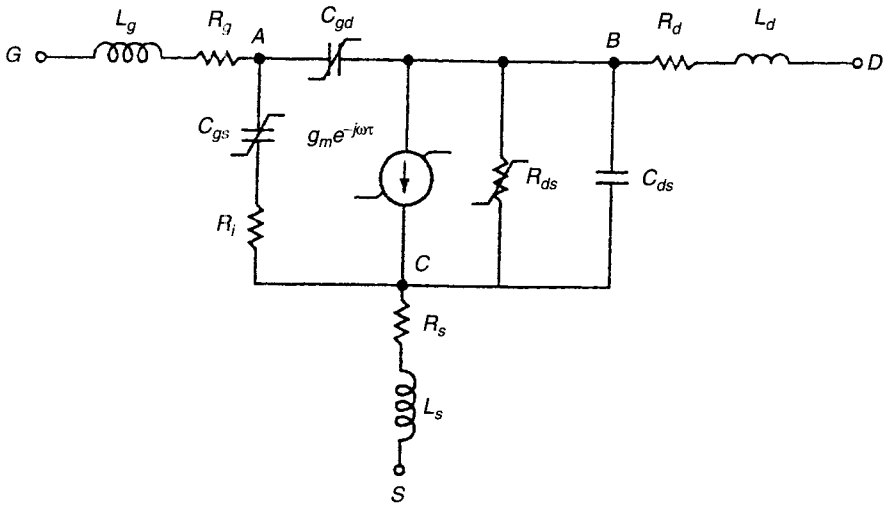 L_g
R_g
A
C_gd
B
R_d
L_d
G
D
C_gs
g_m e^{-jωτ}
R_ds
C_ds
R_i
C
R_s
L_s
S